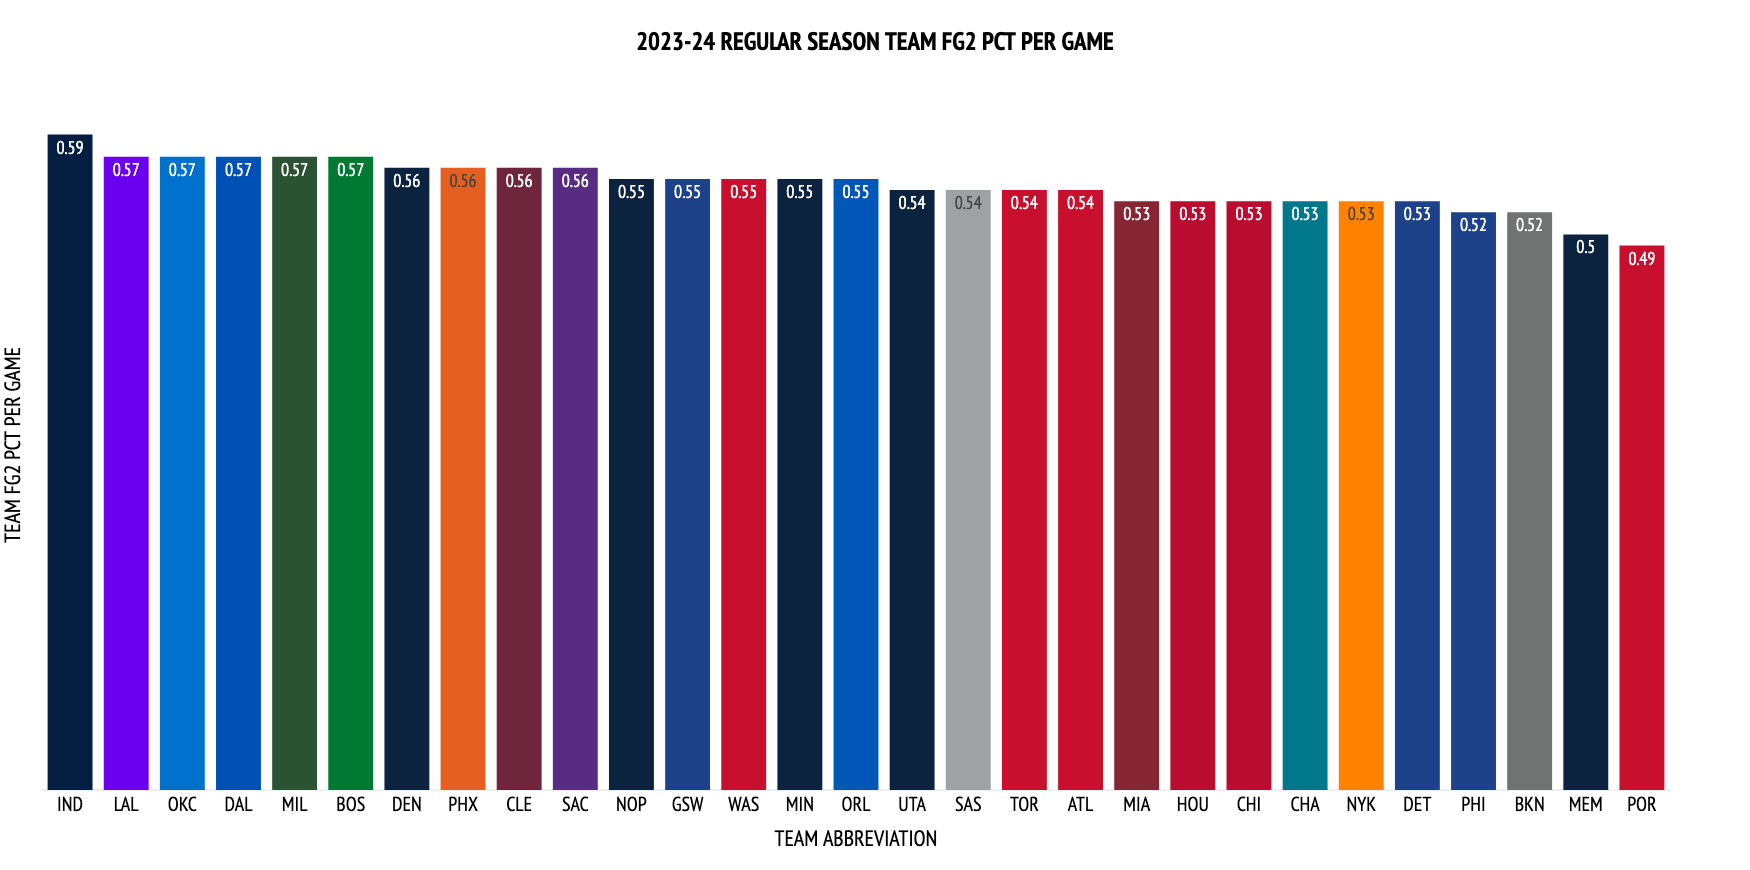 2023-24 REGULAR SEASON TEAM FG2 PCT PER GAME
TEAM FG2 PCT PER GAME
0.59 0.57 0.57 0.57 0.57 0.57 0.56 0.56 0.56 0.56 0.55 0.55 0.55 0.55 0.55 0.54 0.54 0.54 0.54 0.53 0.53 0.53 0.53 0.53 0.53 0.52 0.52 0.5 0.49
IND LAL OKC DAL MIL BOS DEN PHX CLE SAC NOP GSW WAS MIN ORL UTA SAS TOR ATL MIA HOU CHI CHA NYK DET PHI BKN MEM POR
TEAM ABBREVIATION